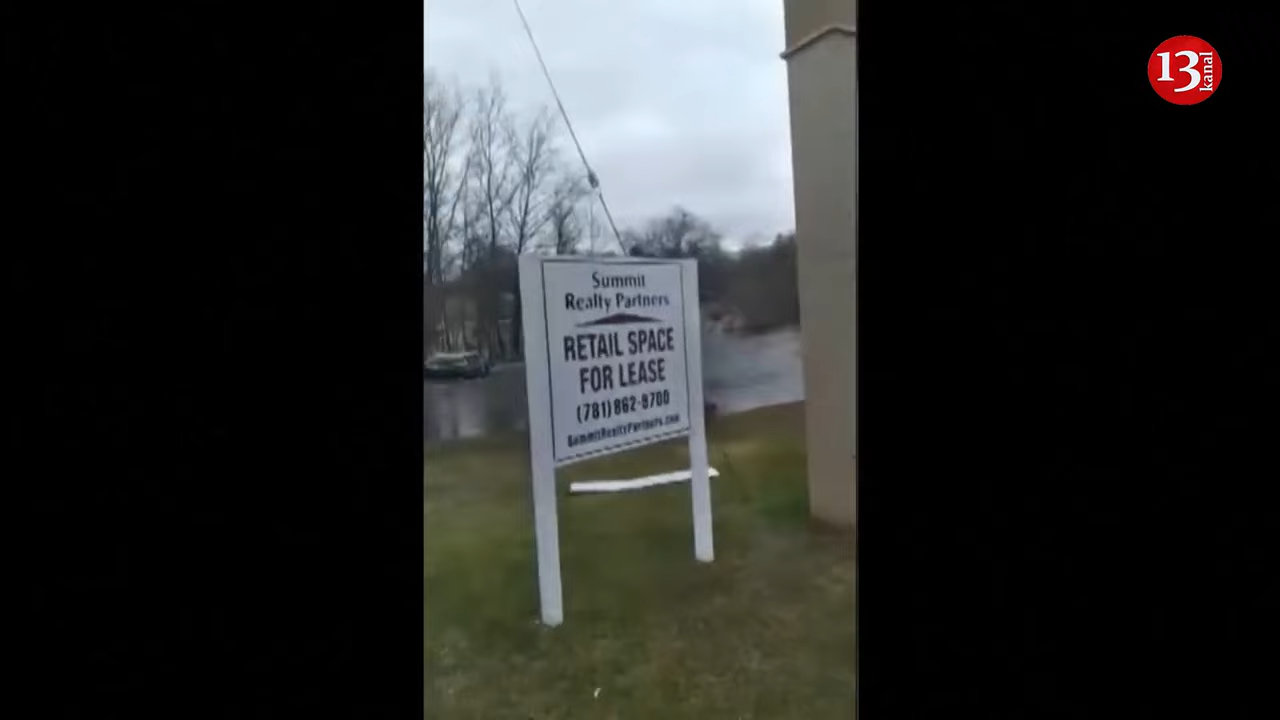 13
kanal
Summit
Realty Partners
RETAIL SPACE
FOR LEASE
(781) 862-9700
SummitRealtyPartners.com